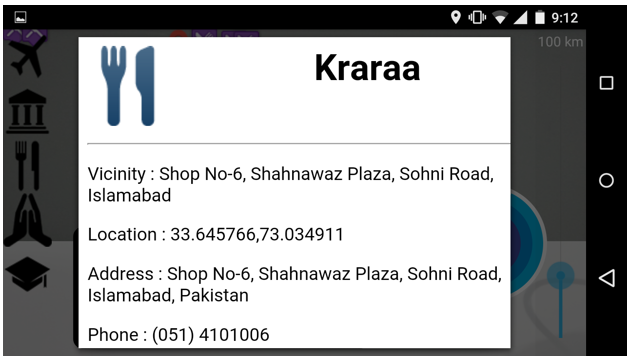 9:12
100 km
Kraraa
Vicinity : Shop No-6, Shahnawaz Plaza, Sohni Road,
Islamabad
Location : 33.645766,73.034911
Address : Shop No-6, Shahnawaz Plaza, Sohni Road,
Islamabad, Pakistan
Phone : (051) 4101006